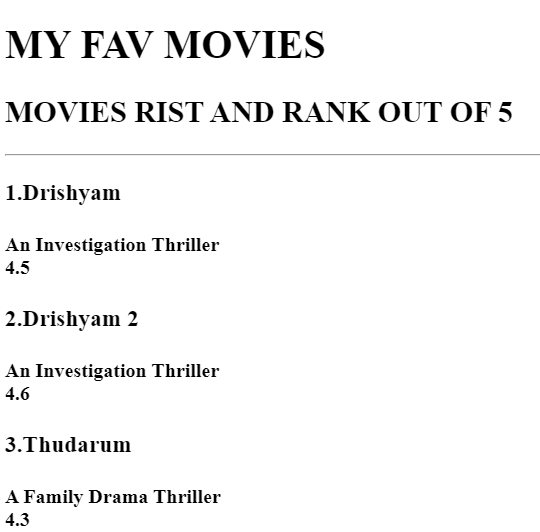 MY FAV MOVIES
MOVIES RIST AND RANK OUT OF 5
1.Drishyam
An Investigation Thriller
4.5
2.Drishyam 2
An Investigation Thriller
4.6
3.Thudarum
A Family Drama Thriller
4.3